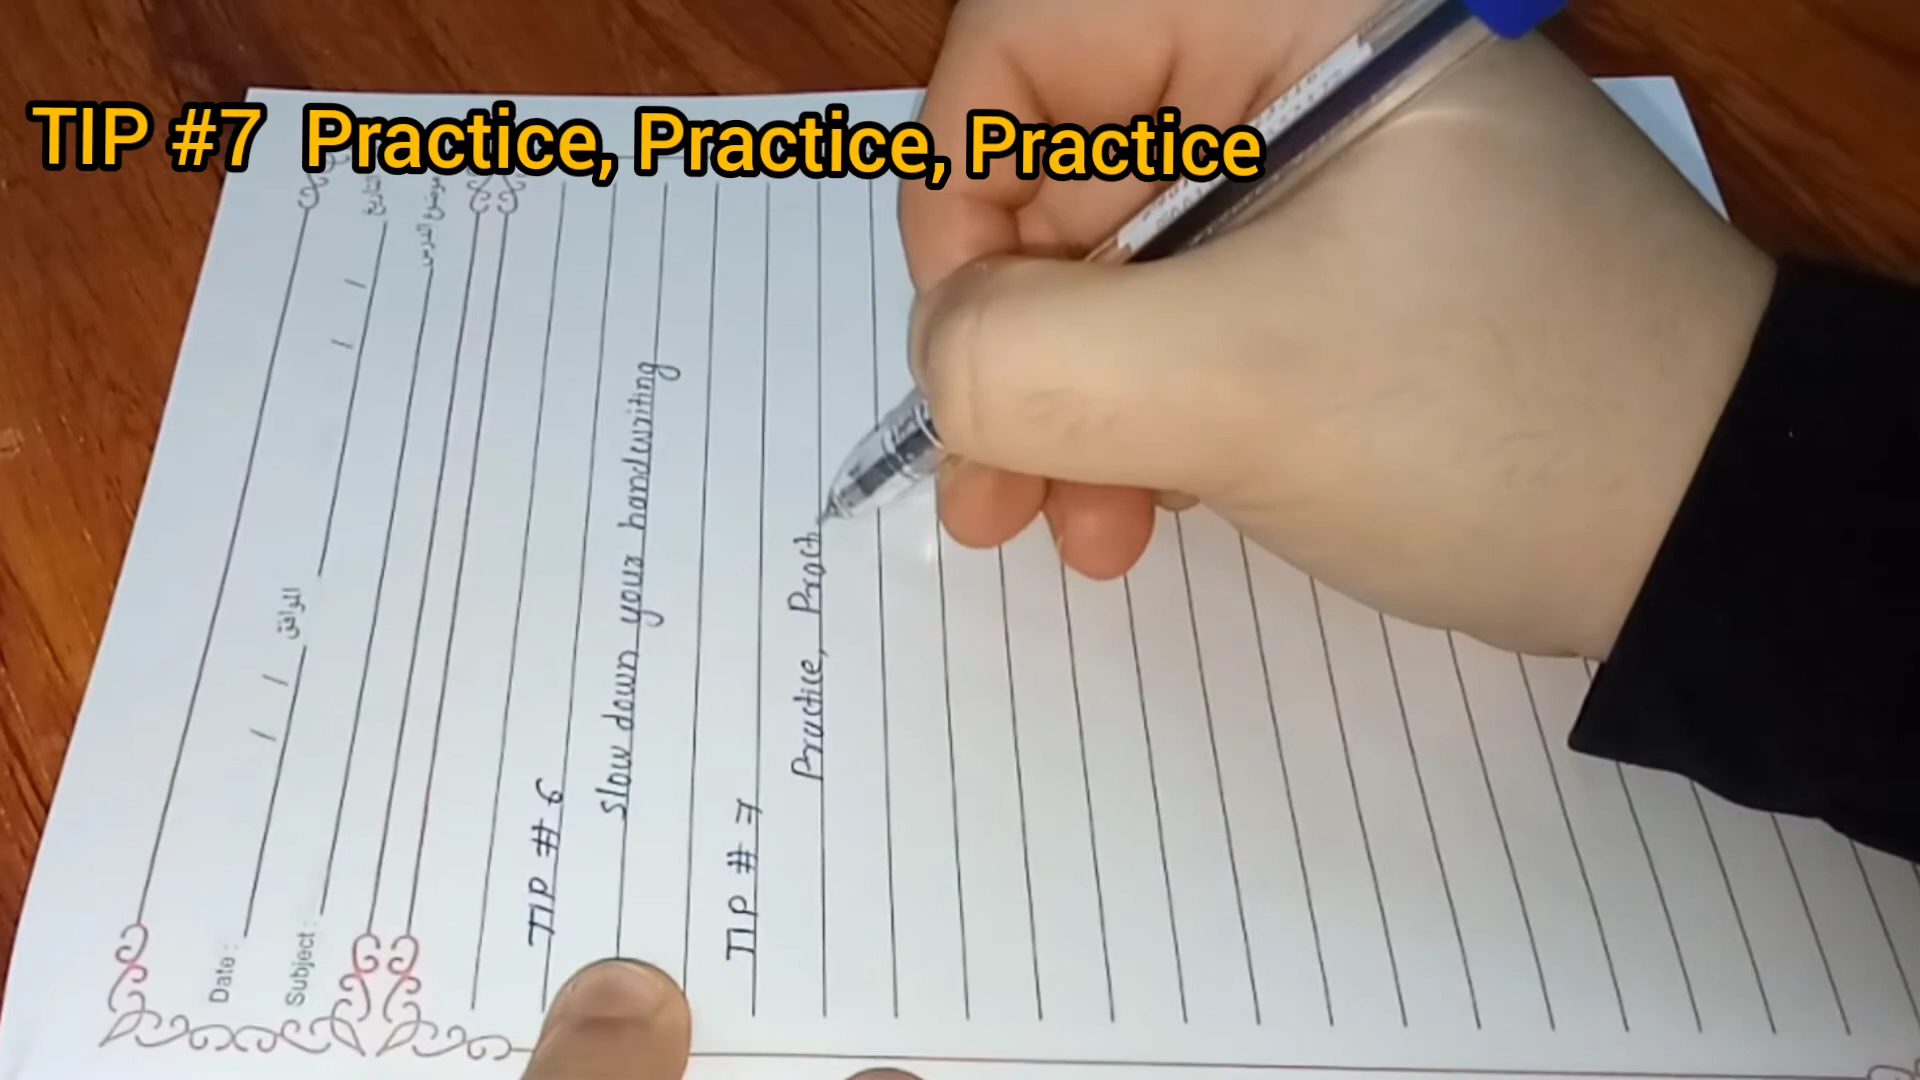 TIP #7 Practice, Practice, Practice
التاريخ / / الموافق / / Date :
موضوع الدرس Subject :
TIP # 6
Slow down your handwriting
TIP # 7
Practice, Pract